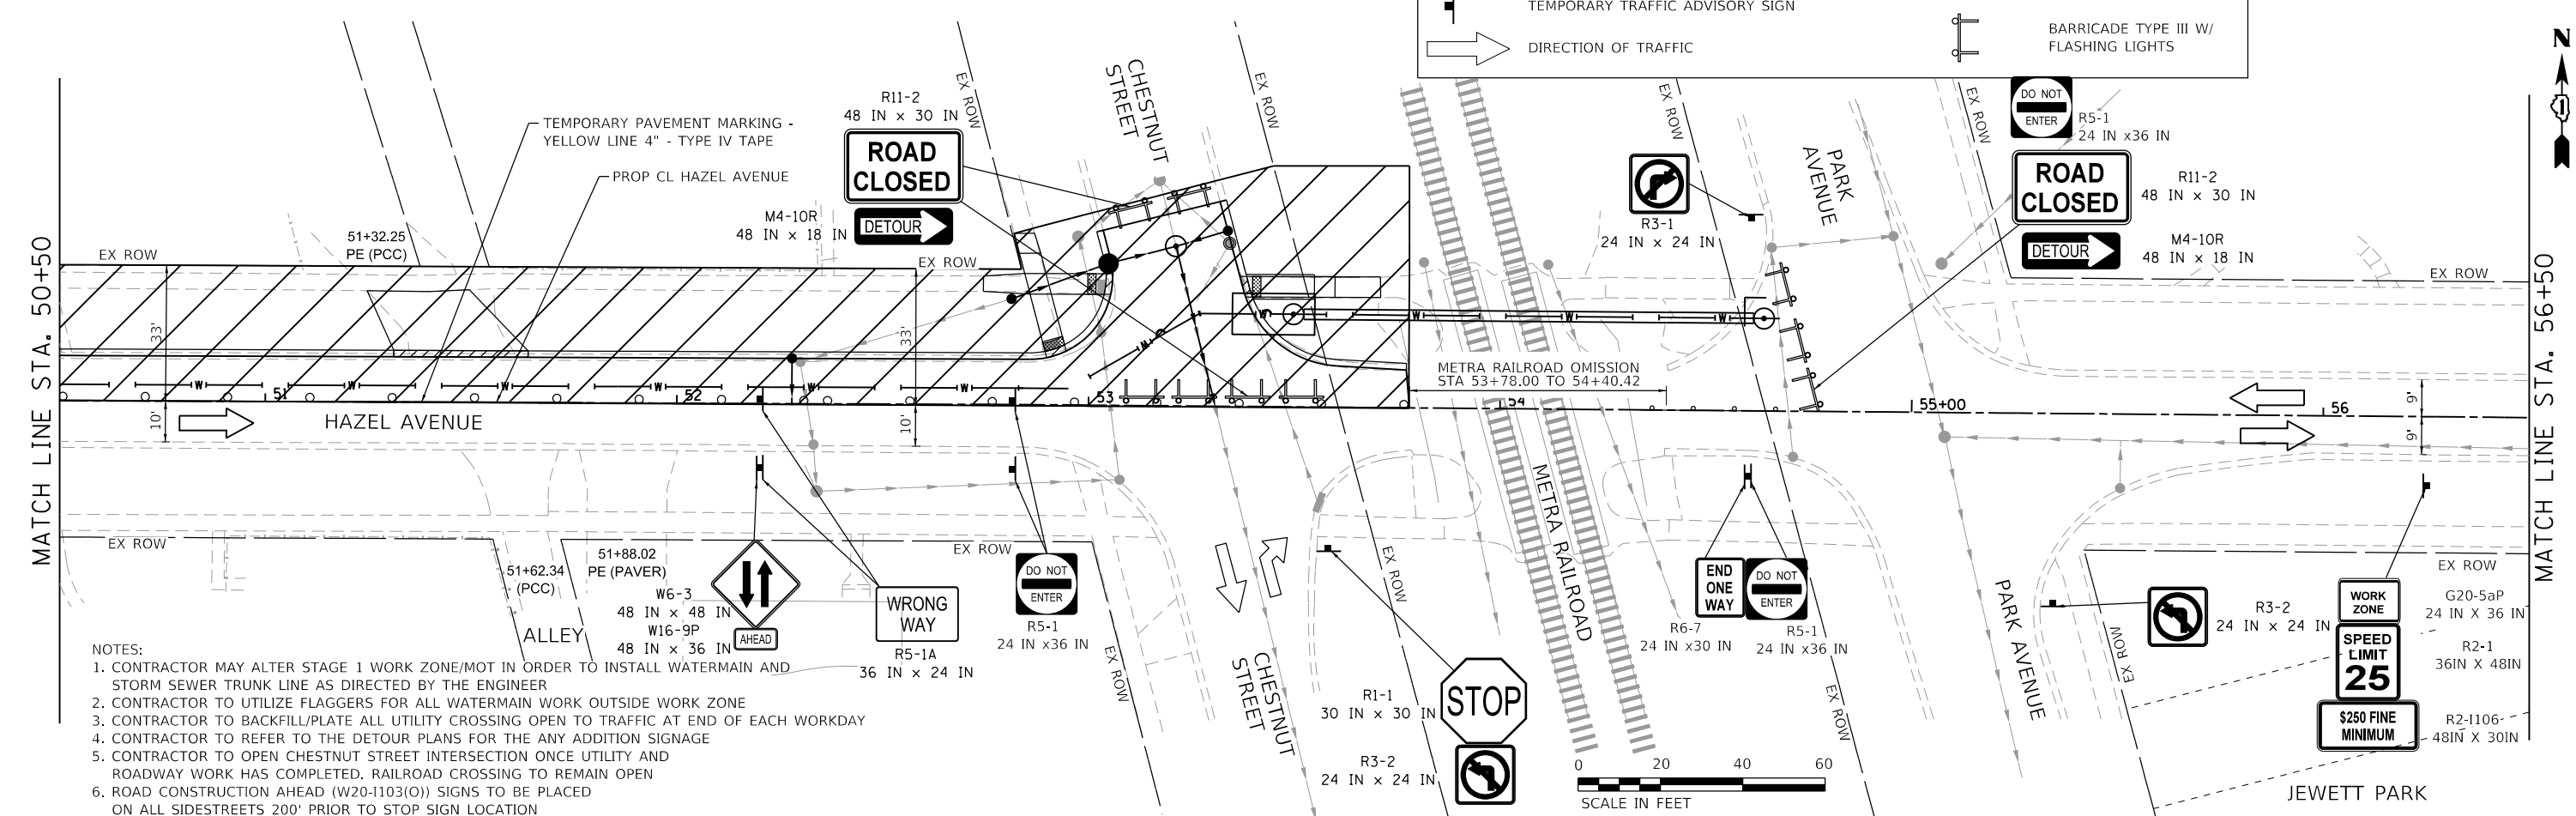 TEMPORARY TRAFFIC ADVISORY SIGN
DIRECTION OF TRAFFIC
BARRICADE TYPE III W/
FLASHING LIGHTS
N
MATCH LINE STA. 50+50
EX ROW
33'
10'
51+32.25
PE (PCC)
TEMPORARY PAVEMENT MARKING -
YELLOW LINE 4" - TYPE IV TAPE
PROP CL HAZEL AVENUE
R11-2
48 IN x 30 IN
ROAD
CLOSED
M4-10R
48 IN x 18 IN
DETOUR
EX ROW
EX ROW
CHESTNUT
STREET
EX ROW
EX ROW
R3-1
24 IN x 24 IN
PARK
AVENUE
EX ROW
DO NOT
ENTER
R5-1
24 IN x36 IN
ROAD
CLOSED
R11-2
48 IN x 30 IN
DETOUR
M4-10R
48 IN x 18 IN
EX ROW
MATCH LINE STA. 56+50
33'
10'
W
W
W
W
W
W
W
W
W
W
W
W
51
52
53
54
55+00
56
METRA RAILROAD OMISSION
STA 53+78.00 TO 54+40.42
9'
9'
HAZEL AVENUE
EX ROW
51+62.34
(PCC)
51+88.02
PE (PAVER)
ALLEY
W6-3
48 IN x 48 IN
W16-9P
48 IN x 36 IN
AHEAD
WRONG
WAY
R5-1A
36 IN x 24 IN
EX ROW
DO NOT
ENTER
R5-1
24 IN x36 IN
EX ROW
CHESTNUT
STREET
EX ROW
R1-1
30 IN x 30 IN
STOP
R3-2
24 IN x 24 IN
METRA RAILROAD
END
ONE
WAY
R6-7
24 IN x30 IN
DO NOT
ENTER
R5-1
24 IN x36 IN
EX ROW
PARK AVENUE
EX ROW
R3-2
24 IN x 24 IN
EX ROW
WORK
ZONE
G20-5aP
24 IN X 36 IN
SPEED
LIMIT
25
R2-1
36IN X 48IN
$250 FINE
MINIMUM
R2-I106
48IN X 30IN
JEWETT PARK
0 20 40 60
SCALE IN FEET
NOTES:
1. CONTRACTOR MAY ALTER STAGE 1 WORK ZONE/MOT IN ORDER TO INSTALL WATERMAIN AND
STORM SEWER TRUNK LINE AS DIRECTED BY THE ENGINEER
2. CONTRACTOR TO UTILIZE FLAGGERS FOR ALL WATERMAIN WORK OUTSIDE WORK ZONE
3. CONTRACTOR TO BACKFILL/PLATE ALL UTILITY CROSSING OPEN TO TRAFFIC AT END OF EACH WORKDAY
4. CONTRACTOR TO REFER TO THE DETOUR PLANS FOR THE ANY ADDITION SIGNAGE
5. CONTRACTOR TO OPEN CHESTNUT STREET INTERSECTION ONCE UTILITY AND
ROADWAY WORK HAS COMPLETED. RAILROAD CROSSING TO REMAIN OPEN
6. ROAD CONSTRUCTION AHEAD (W20-I103(O)) SIGNS TO BE PLACED
ON ALL SIDESTREETS 200' PRIOR TO STOP SIGN LOCATION